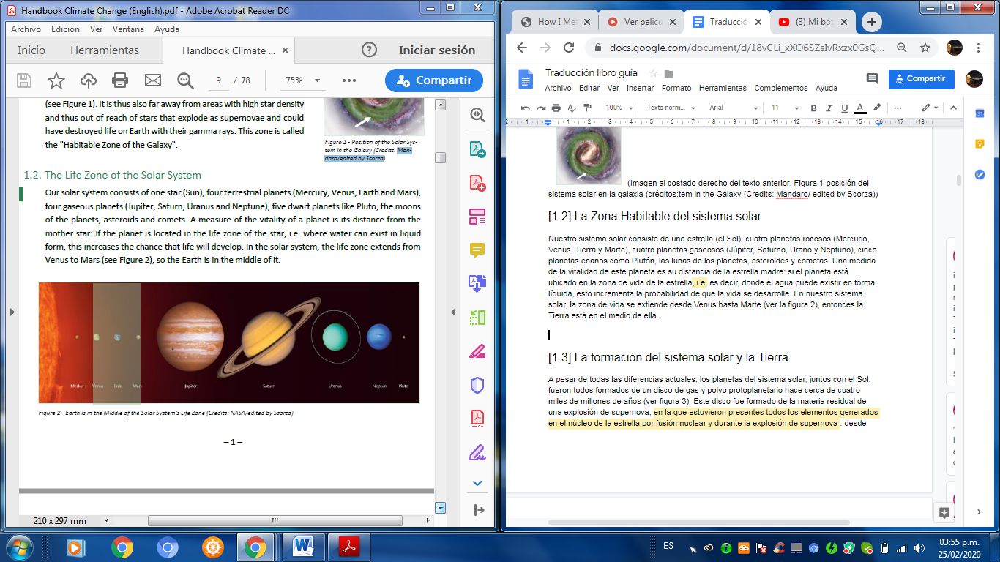 Handbook Climate Change (English).pdf - Adobe Acrobat Reader DC
Archivo Edición Ver Ventana Ayuda
Inicio Herramientas Handbook Climate ... × Iniciar sesión
9 / 78 75% Compartir
(see Figure 1). It is thus also far away from areas with high star density
and thus out of reach of stars that explode as supernovae and could
have destroyed life on Earth with their gamma rays. This zone is called
the "Habitable Zone of the Galaxy".
Figure 1 - Position of the Solar Sys-
tem in the Galaxy (Credits: Man-
daro/edited by Scorza)
1.2. The Life Zone of the Solar System
Our solar system consists of one star (Sun), four terrestrial planets (Mercury, Venus, Earth and Mars),
four gaseous planets (Jupiter, Saturn, Uranus and Neptune), five dwarf planets like Pluto, the moons
of the planets, asteroids and comets. A measure of the vitality of a planet is its distance from the
mother star: If the planet is located in the life zone of the star, i.e. where water can exist in liquid
form, this increases the chance that life will develop. In the solar system, the life zone extends from
Venus to Mars (see Figure 2), so the Earth is in the middle of it.
Merkur Venus Erde Mars Jupiter Saturn Uranus Neptun Pluto
Figure 2 - Earth is in the Middle of the Solar System's Life Zone (Credits: NASA/edited by Scorza)
– 1 –
210 x 297 mm
How I Met Ver pelicu Traducció (3) Mi bot
docs.google.com/document/d/18vCLi_xXO6SZsIvRxzx0GsQ...
Traducción libro guía
Archivo Editar Ver Insertar Formato Herramientas Complementos Ayuda
Compartir
100% Texto norm... Arial 11 B I U A
2 1 1 2 3 4 5 6 7 8 9 10 11 12 13 14 15 16 17 18
(Imagen al costado derecho del texto anterior. Figura 1-posición del
sistema solar en la galaxia (créditos:tem in the Galaxy (Credits: Mandaro/ edited by Scorza))
[1.2] La Zona Habitable del sistema solar
Nuestro sistema solar consiste de una estrella (el Sol), cuatro planetas rocosos (Mercurio,
Venus, Tierra y Marte), cuatro planetas gaseosos (Júpiter, Saturno, Urano y Neptuno), cinco
planetas enanos como Plutón, las lunas de los planetas, asteroides y cometas. Una medida
de la vitalidad de este planeta es su distancia de la estrella madre: si el planeta está
ubicado en la zona de vida de la estrella, i.e. es decir, donde el agua puede existir en forma
líquida, esto incrementa la probabilidad de que la vida se desarrolle. En nuestro sistema
solar, la zona de vida se extiende desde Venus hasta Marte (ver la figura 2), entonces la
Tierra está en el medio de ella.
[1.3] La formación del sistema solar y la Tierra
A pesar de todas las diferencias actuales, los planetas del sistema solar, juntos con el Sol,
fueron todos formados de un disco de gas y polvo protoplanetario hace cerca de cuatro
miles de millones de años (ver figura 3). Este disco fue formado de la materia residual de
una explosión de supernova, en la que estuvieron presentes todos los elementos generados
en el núcleo de la estrella por fusión nuclear y durante la explosión de supernova : desde
ES
03:55 p.m.
25/02/2020